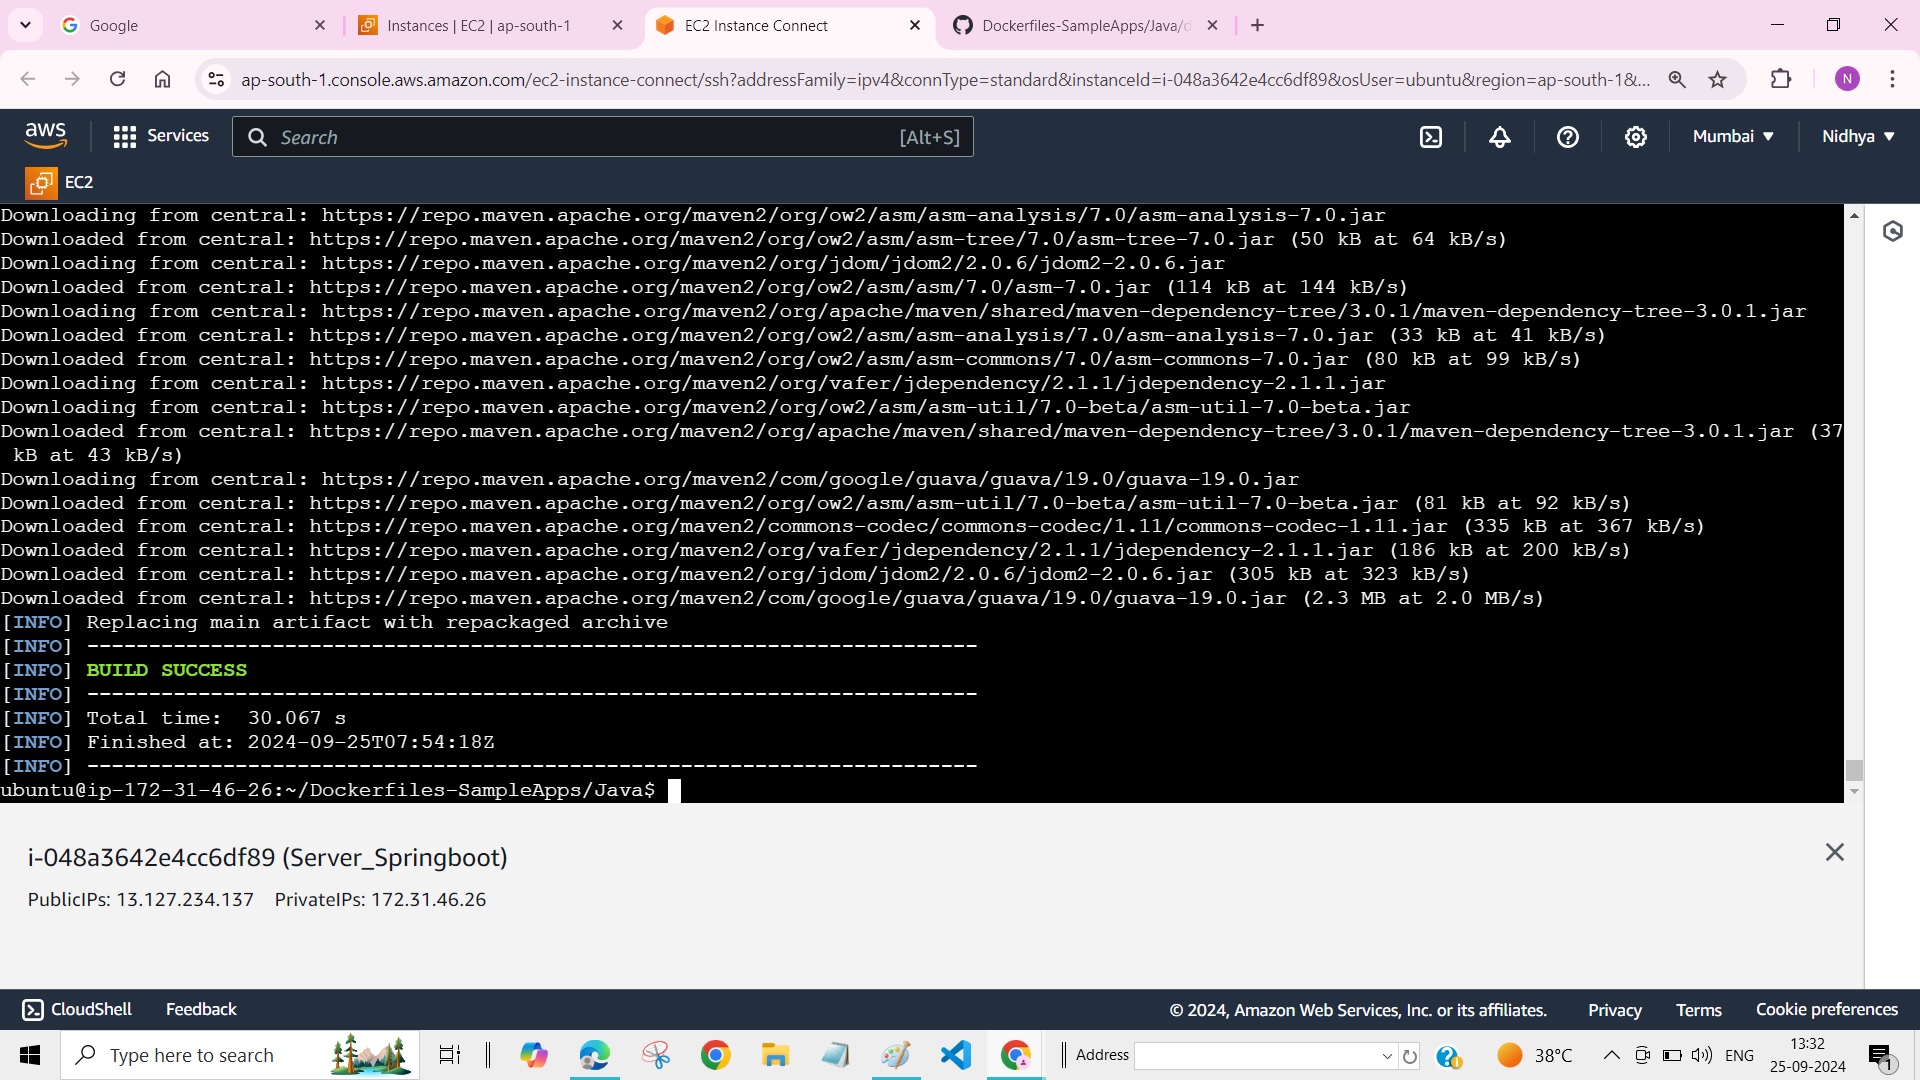 Google
Instances | EC2 | ap-south-1
EC2 Instance Connect
Dockerfiles-SampleApps/Java/d
ap-south-1.console.aws.amazon.com/ec2-instance-connect/ssh?addressFamily=ipv4&connType=standard&instanceId=i-048a3642e4cc6df89&osUser=ubuntu&region=ap-south-1&...
N
aws
Services
Search
[Alt+S]
Mumbai
Nidhya
EC2
Downloading from central: https://repo.maven.apache.org/maven2/org/ow2/asm/asm-analysis/7.0/asm-analysis-7.0.jar
Downloaded from central: https://repo.maven.apache.org/maven2/org/ow2/asm/asm-tree/7.0/asm-tree-7.0.jar (50 kB at 64 kB/s)
Downloading from central: https://repo.maven.apache.org/maven2/org/jdom/jdom2/2.0.6/jdom2-2.0.6.jar
Downloaded from central: https://repo.maven.apache.org/maven2/org/ow2/asm/asm/7.0/asm-7.0.jar (114 kB at 144 kB/s)
Downloading from central: https://repo.maven.apache.org/maven2/org/apache/maven/shared/maven-dependency-tree/3.0.1/maven-dependency-tree-3.0.1.jar
Downloaded from central: https://repo.maven.apache.org/maven2/org/ow2/asm/asm-analysis/7.0/asm-analysis-7.0.jar (33 kB at 41 kB/s)
Downloaded from central: https://repo.maven.apache.org/maven2/org/ow2/asm/asm-commons/7.0/asm-commons-7.0.jar (80 kB at 99 kB/s)
Downloading from central: https://repo.maven.apache.org/maven2/org/vafer/jdependency/2.1.1/jdependency-2.1.1.jar
Downloading from central: https://repo.maven.apache.org/maven2/org/ow2/asm/asm-util/7.0-beta/asm-util-7.0-beta.jar
Downloaded from central: https://repo.maven.apache.org/maven2/org/apache/maven/shared/maven-dependency-tree/3.0.1/maven-dependency-tree-3.0.1.jar (37
kB at 43 kB/s)
Downloading from central: https://repo.maven.apache.org/maven2/com/google/guava/guava/19.0/guava-19.0.jar
Downloaded from central: https://repo.maven.apache.org/maven2/org/ow2/asm/asm-util/7.0-beta/asm-util-7.0-beta.jar (81 kB at 92 kB/s)
Downloaded from central: https://repo.maven.apache.org/maven2/commons-codec/commons-codec/1.11/commons-codec-1.11.jar (335 kB at 367 kB/s)
Downloaded from central: https://repo.maven.apache.org/maven2/org/vafer/jdependency/2.1.1/jdependency-2.1.1.jar (186 kB at 200 kB/s)
Downloaded from central: https://repo.maven.apache.org/maven2/org/jdom/jdom2/2.0.6/jdom2-2.0.6.jar (305 kB at 323 kB/s)
Downloaded from central: https://repo.maven.apache.org/maven2/com/google/guava/guava/19.0/guava-19.0.jar (2.3 MB at 2.0 MB/s)
[INFO] Replacing main artifact with repackaged archive
[INFO] ------------------------------------------------------------------------
[INFO] BUILD SUCCESS
[INFO] ------------------------------------------------------------------------
[INFO] Total time:  30.067 s
[INFO] Finished at: 2024-09-25T07:54:18Z
[INFO] ------------------------------------------------------------------------
ubuntu@ip-172-31-46-26:~/Dockerfiles-SampleApps/Java$
i-048a3642e4cc6df89 (Server_Springboot)
PublicIPs: 13.127.234.137 PrivateIPs: 172.31.46.26
CloudShell
Feedback
© 2024, Amazon Web Services, Inc. or its affiliates.
Privacy
Terms
Cookie preferences
Type here to search
Address
38°C
ENG
13:32
25-09-2024
1